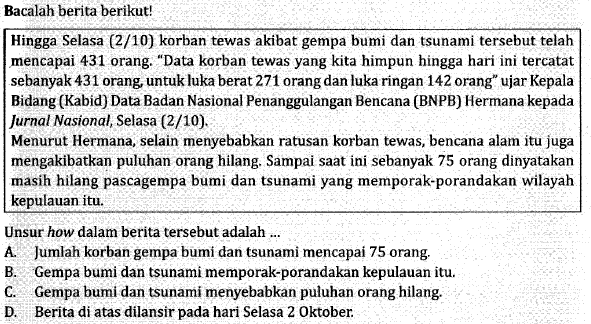 Bacalah berita berikut!
Hingga Selasa (2/10) korban tewas akibat gempa bumi dan tsunami tersebut telah
mencapai 431 orang. "Data korban tewas yang kita himpun hingga hari ini tercatat
sebanyak 431 orang, untuk luka berat 271 orang dan luka ringan 142 orang" ujar Kepala
Bidang (Kabid) Data Badan Nasional Penanggulangan Bencana (BNPB) Hermana kepada
Jurnal Nasional, Selasa (2/10).
Menurut Hermana, selain menyebabkan ratusan korban tewas, bencana alam itu juga
mengakibatkan puluhan orang hilang. Sampai saat ini sebanyak 75 orang dinyatakan
masih hilang pascagempa bumi dan tsunami yang memporak-porandakan wilayah
kepulauan itu.
Unsur how dalam berita tersebut adalah ...
A. Jumlah korban gempa bumi dan tsunami mencapai 75 orang.
B. Gempa bumi dan tsunami memporak-porandakan kepulauan itu.
C. Gempa bumi dan tsunami menyebabkan puluhan orang hilang.
D. Berita di atas dilansir pada hari Selasa 2 Oktober.